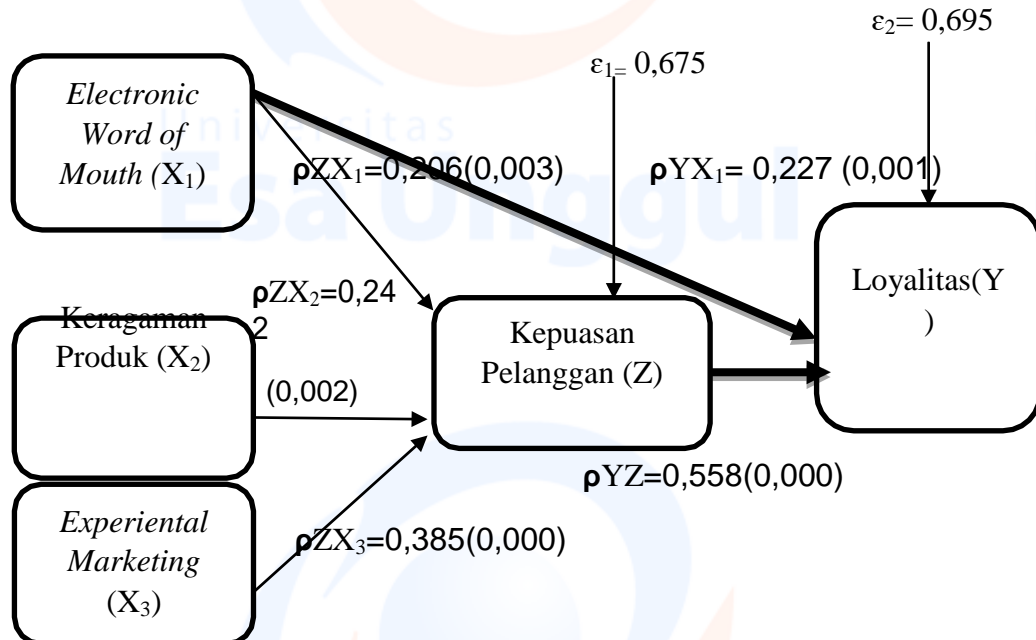 ε₂= 0,695
ε₁= 0,675
Electronic
Word of
Mouth (X₁)
Universitas
Esa Unggul
ρZX₁=0,206(0,003)
ρYX₁= 0,227 (0,001)
Loyalitas(Y
)
ρZX₂=0,24
2
Keragaman
Produk (X₂)
(0,002)
Kepuasan
Pelanggan (Z)
ρYZ=0,558(0,000)
Experiental
Marketing
(X₃)
ρZX₃=0,385(0,000)